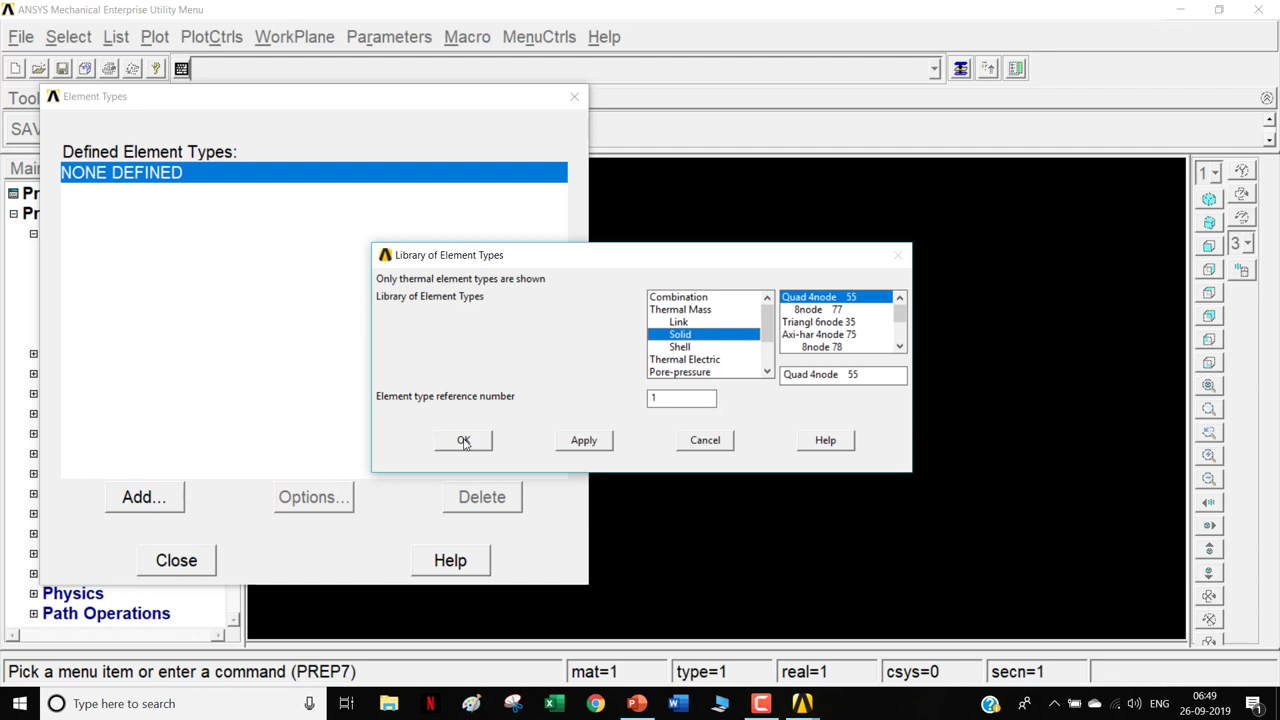 ANSYS Mechanical Enterprise Utility Menu
File Select List Plot PlotCtrls WorkPlane Parameters Macro MenuCtrls Help
Element Types
Defined Element Types:
NONE DEFINED
Library of Element Types
Only thermal element types are shown
Library of Element Types
Combination
Thermal Mass
Link
Solid
Shell
Thermal Electric
Pore-pressure
Quad 4node 55
8node 77
Triangl 6node 35
Axi-har 4node 75
8node 78
Quad 4node 55
Element type reference number
1
OK Apply Cancel Help
Add... Options... Delete
Close Help
Physics
Path Operations
1
3
Pick a menu item or enter a command (PREP7) mat=1 type=1 real=1 csys=0 secn=1
Type here to search
ENG
06:49
26-09-2019